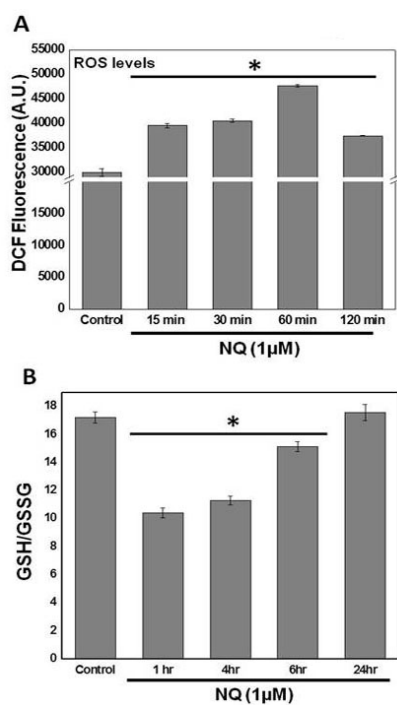 A
ROS levels
*
DCF Fluorescence (A.U.)
55000
50000
45000
40000
35000
30000
15000
10000
5000
0
Control 15 min 30 min 60 min 120 min
NQ (1µM)
B
*
GSH/GSSG
18
16
14
12
10
8
6
4
2
0
Control 1 hr 4hr 6hr 24hr
NQ (1µM)